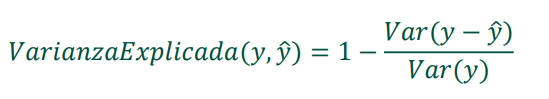 VarianzaExplicada(y, ŷ) = 1 − Var(y − ŷ) / Var(y)